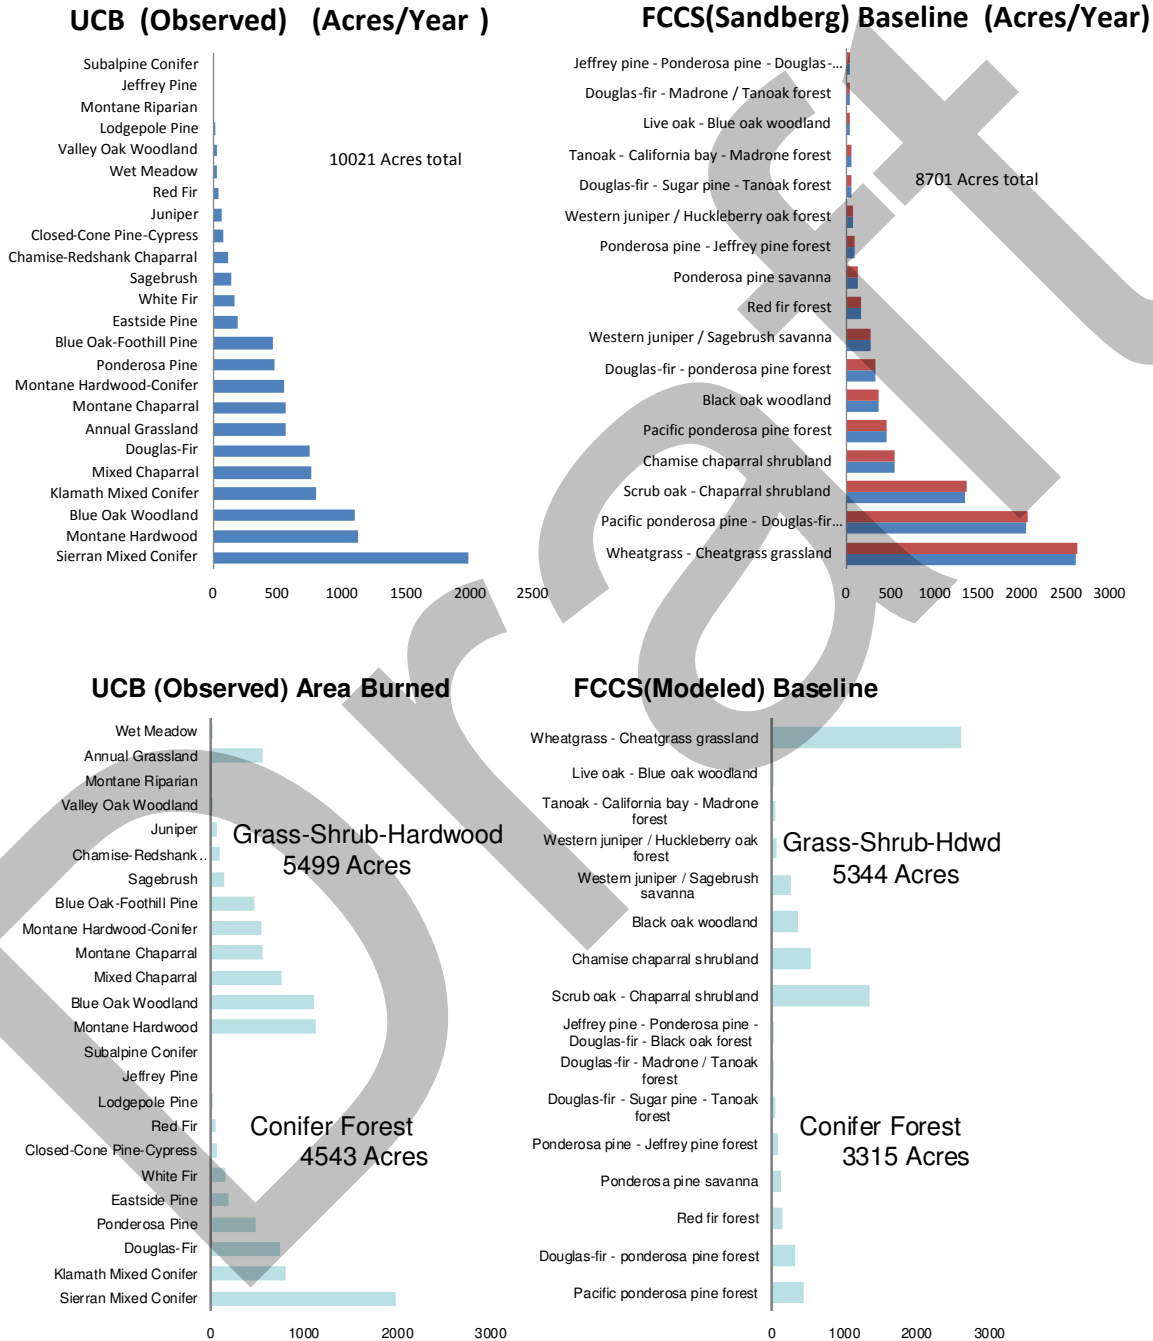 UCB (Observed) (Acres/Year )
Subalpine Conifer
Jeffrey Pine
Montane Riparian
Lodgepole Pine
Valley Oak Woodland
Wet Meadow
Red Fir
Juniper
Closed-Cone Pine-Cypress
Chamise-Redshank Chaparral
Sagebrush
White Fir
Eastside Pine
Blue Oak-Foothill Pine
Ponderosa Pine
Montane Hardwood-Conifer
Montane Chaparral
Annual Grassland
Douglas-Fir
Mixed Chaparral
Klamath Mixed Conifer
Blue Oak Woodland
Montane Hardwood
Sierran Mixed Conifer
10021 Acres total
0 500 1000 1500 2000 2500
FCCS(Sandberg) Baseline (Acres/Year)
Jeffrey pine - Ponderosa pine - Douglas-...
Douglas-fir - Madrone / Tanoak forest
Live oak - Blue oak woodland
Tanoak - California bay - Madrone forest
Douglas-fir - Sugar pine - Tanoak forest
Western juniper / Huckleberry oak forest
Ponderosa pine - Jeffrey pine forest
Ponderosa pine savanna
Red fir forest
Western juniper / Sagebrush savanna
Douglas-fir - ponderosa pine forest
Black oak woodland
Pacific ponderosa pine forest
Chamise chaparral shrubland
Scrub oak - Chaparral shrubland
Pacific ponderosa pine - Douglas-fir...
Wheatgrass - Cheatgrass grassland
8701 Acres total
0 500 1000 1500 2000 2500 3000
UCB (Observed) Area Burned
Wet Meadow
Annual Grassland
Montane Riparian
Valley Oak Woodland
Juniper
Chamise-Redshank..
Sagebrush
Blue Oak-Foothill Pine
Montane Hardwood-Conifer
Montane Chaparral
Mixed Chaparral
Blue Oak Woodland
Montane Hardwood
Subalpine Conifer
Jeffrey Pine
Lodgepole Pine
Red Fir
Closed-Cone Pine-Cypress
White Fir
Eastside Pine
Ponderosa Pine
Douglas-Fir
Klamath Mixed Conifer
Sierran Mixed Conifer
Grass-Shrub-Hardwood
5499 Acres
Conifer Forest
4543 Acres
0 1000 2000 3000
FCCS(Modeled) Baseline
Wheatgrass - Cheatgrass grassland
Live oak - Blue oak woodland
Tanoak - California bay - Madrone
forest
Western juniper / Huckleberry oak
forest
Western juniper / Sagebrush
savanna
Black oak woodland
Chamise chaparral shrubland
Scrub oak - Chaparral shrubland
Jeffrey pine - Ponderosa pine -
Douglas-fir - Black oak forest
Douglas-fir - Madrone / Tanoak
forest
Douglas-fir - Sugar pine - Tanoak
forest
Ponderosa pine - Jeffrey pine forest
Ponderosa pine savanna
Red fir forest
Douglas-fir - ponderosa pine forest
Pacific ponderosa pine forest
Grass-Shrub-Hdwd
5344 Acres
Conifer Forest
3315 Acres
0 1000 2000 3000
Draft